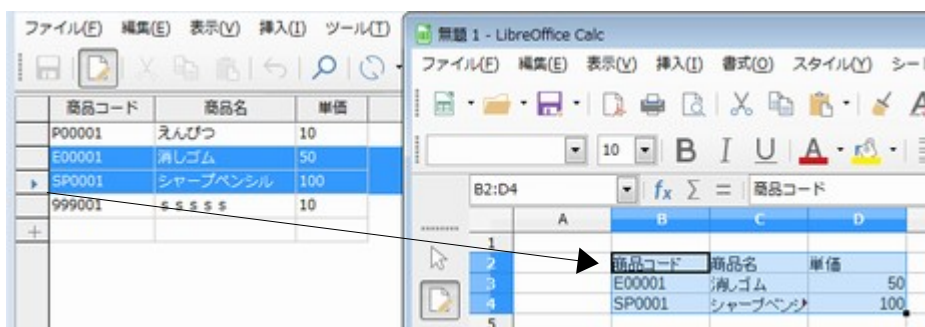 ファイル(F) 編集(E) 表示(V) 挿入(I) ツール(T)
商品コード 商品名 単価
P00001 えんぴつ 10
E00001 消しゴム 50
SP0001 シャープペンシル 100
999001 sssss 10
無題 1 - LibreOffice Calc
ファイル(F) 編集(E) 表示(V) 挿入(I) 書式(O) スタイル(Y) シー
10 B I U A
B2:D4 fx Σ = 商品コード
A B C D
1
2 商品コード 商品名 単価
3 E00001 消しゴム 50
4 SP0001 シャープペンシ 100
5